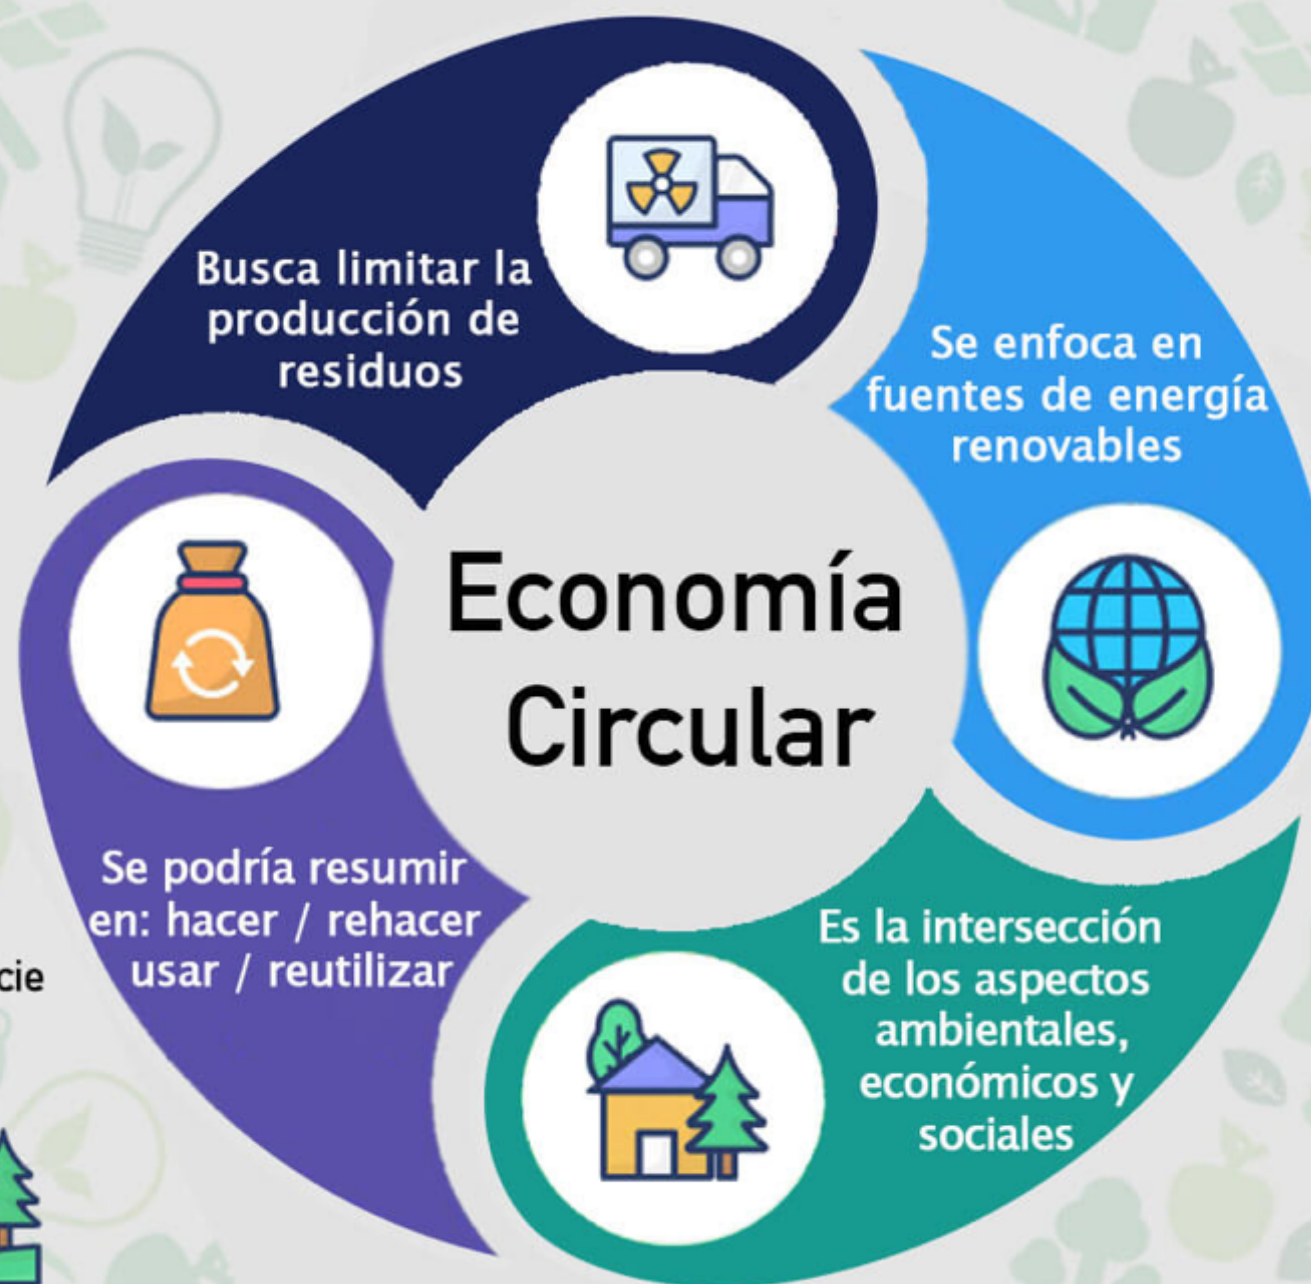 Busca limitar la
producción de
residuos
Se enfoca en
fuentes de energía
renovables
Economía
Circular
Se podría resumir
en: hacer / rehacer
usar / reutilizar
Es la intersección
de los aspectos
ambientales,
económicos y
sociales
cie